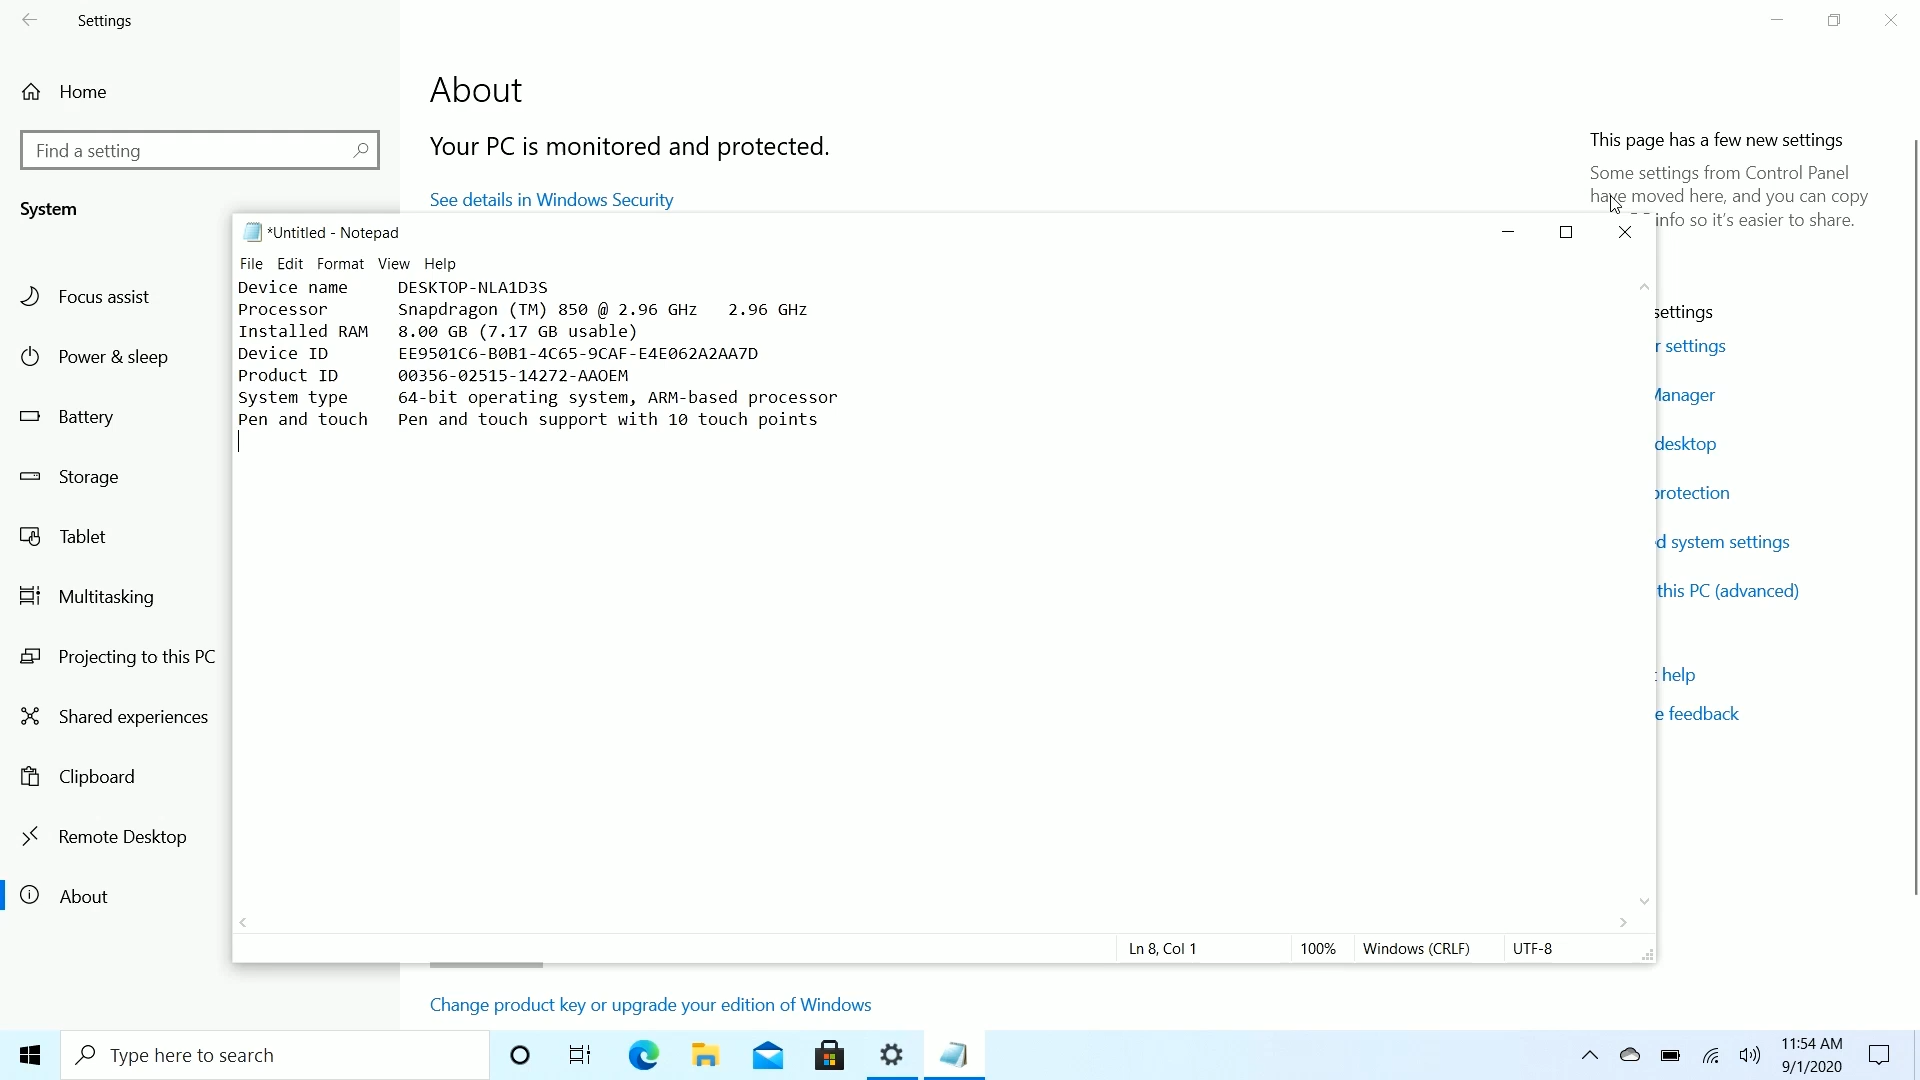 Settings
Home
Find a setting
System
Focus assist
Power & sleep
Battery
Storage
Tablet
Multitasking
Projecting to this PC
Shared experiences
Clipboard
Remote Desktop
About
About
Your PC is monitored and protected.
See details in Windows Security
This page has a few new settings
Some settings from Control Panel
have moved here, and you can copy
info so it's easier to share.
*Untitled - Notepad
File Edit Format View Help
Device name DESKTOP-NLA1D3S
Processor Snapdragon (TM) 850 @ 2.96 GHz 2.96 GHz
Installed RAM 8.00 GB (7.17 GB usable)
Device ID EE9501C6-B0B1-4C65-9CAF-E4E062A2AA7D
Product ID 00356-02515-14272-AAOEM
System type 64-bit operating system, ARM-based processor
Pen and touch Pen and touch support with 10 touch points
Ln 8, Col 1 100% Windows (CRLF) UTF-8
settings
settings
Manager
desktop
protection
system settings
this PC (advanced)
help
feedback
Change product key or upgrade your edition of Windows
Type here to search
11:54 AM
9/1/2020